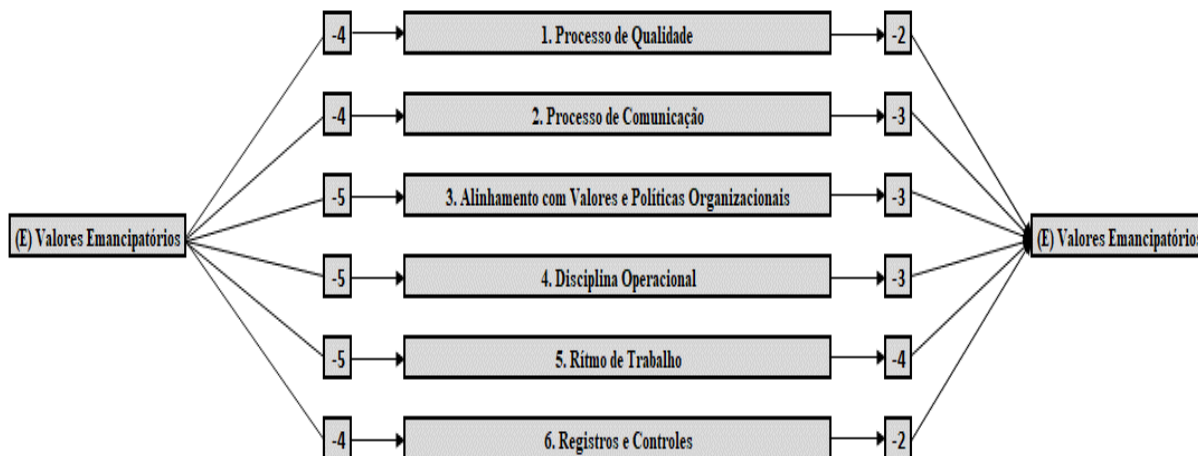 -4 1. Processo de Qualidade -2
-4 2. Processo de Comunicação -3
-5 3. Alinhamento com Valores e Políticas Organizacionais -3
(E) Valores Emancipatórios (E) Valores Emancipatórios
-5 4. Disciplina Operacional -3
-5 5. Rítmo de Trabalho -4
-4 6. Registros e Controles -2